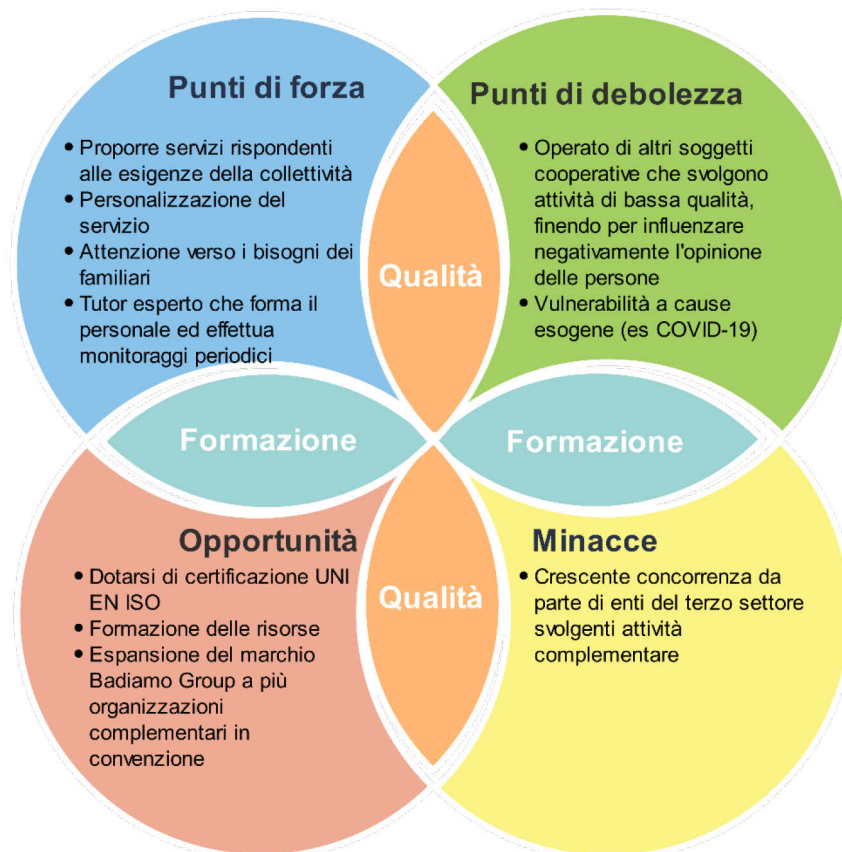 Punti di forza
• Proporre servizi rispondenti
alle esigenze della collettività
• Personalizzazione del
servizio
• Attenzione verso i bisogni dei
familiari
• Tutor esperto che forma il
personale ed effettua
monitoraggi periodici
Qualità
Punti di debolezza
• Operato di altri soggetti
cooperative che svolgono
attività di bassa qualità,
finendo per influenzare
negativamente l'opinione
delle persone
• Vulnerabilità a cause
esogene (es COVID-19)
Formazione
Formazione
Opportunità
• Dotarsi di certificazione UNI
EN ISO
• Formazione delle risorse
• Espansione del marchio
Badiamo Group a più
organizzazioni
complementari in
convenzione
Qualità
Minacce
• Crescente concorrenza da
parte di enti del terzo settore
svolgenti attività
complementare